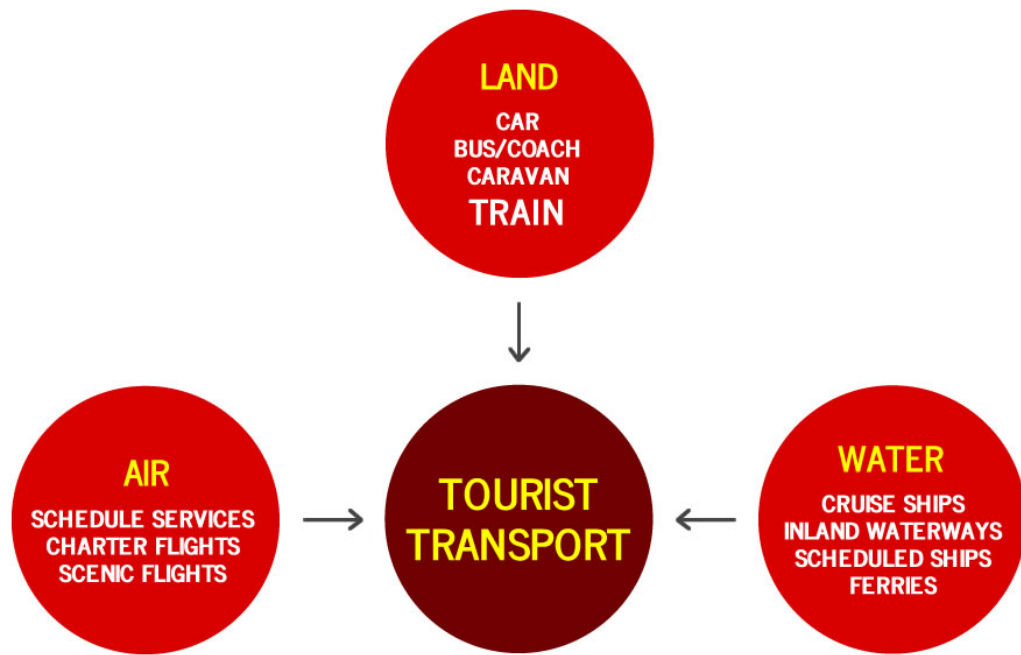 LAND
CAR
BUS/COACH
CARAVAN
TRAIN
AIR
SCHEDULE SERVICES
CHARTER FLIGHTS
SCENIC FLIGHTS
TOURIST
TRANSPORT
WATER
CRUISE SHIPS
INLAND WATERWAYS
SCHEDULED SHIPS
FERRIES